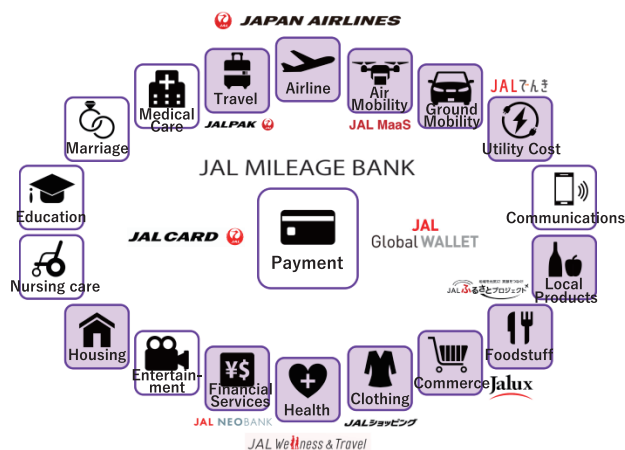 JAPAN AIRLINES
Airline
Travel
Air
Mobility
Ground
Mobility
Medical
Care
JALPAK
JAL MaaS
JALでんき
Marriage
Utility Cost
JAL MILEAGE BANK
Education
Communications
JAL CARD
Payment
JAL
Global WALLET
Nursing care
Local
Products
JALふるさとプロジェクト
Housing
Foodstuff
Entertain-
ment
¥$
Financial
Services
Health
Clothing
Commerce
Jalux
JAL NEOBANK
JALショッピング
JAL Wellness & Travel